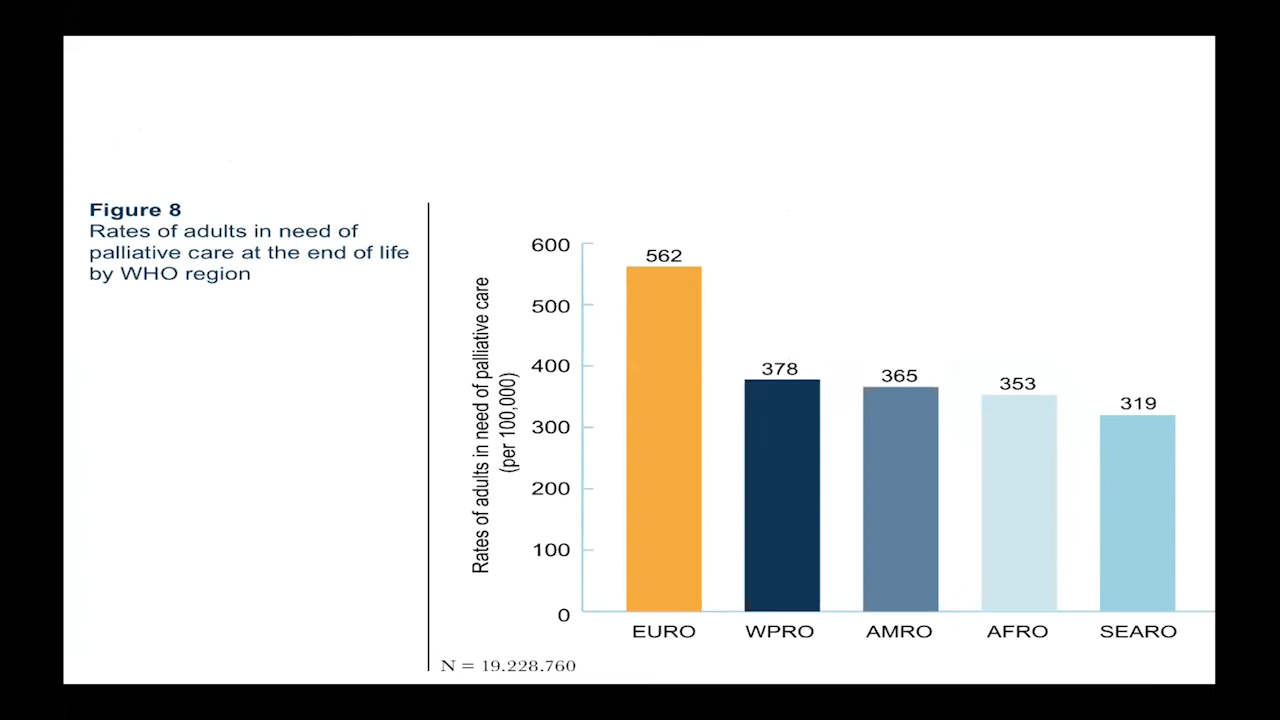 Figure 8
Rates of adults in need of
palliative care at the end of life
by WHO region
Rates of adults in need of palliative care
(per 100,000)
600
500
400
300
200
100
0
562
378
365
353
319
EURO
WPRO
AMRO
AFRO
SEARO
N = 19.228.760